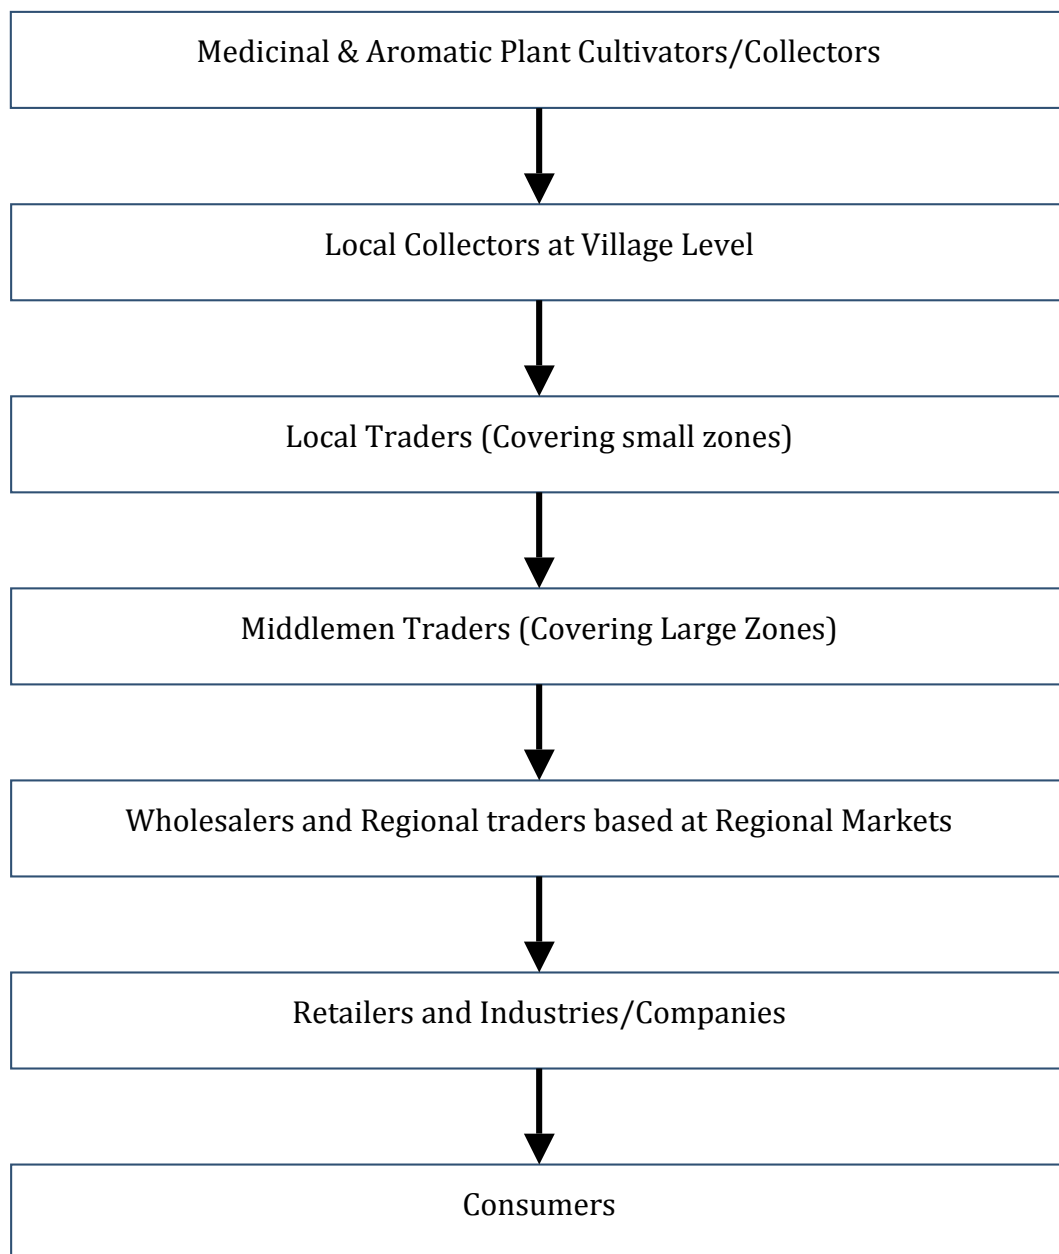 Medicinal & Aromatic Plant Cultivators/Collectors
Local Collectors at Village Level
Local Traders (Covering small zones)
Middlemen Traders (Covering Large Zones)
Wholesalers and Regional traders based at Regional Markets
Retailers and Industries/Companies
Consumers